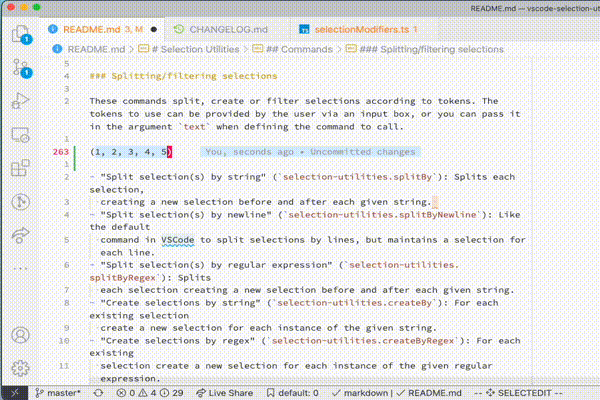 README.md — vscode-selection-ut
README.md 3, M CHANGELOG.md selectionModifiers.ts 1
README.md > # Selection Utilities > ## Commands > ### Splitting/filtering selections
5
4 ### Splitting/filtering selections
3
2 These commands split, create or filter selections according to tokens. The
tokens to use can be provided by the user via an input box, or you can pass it
in the argument `text` when defining the command to call.
1
263 (1, 2, 3, 4, 5) You, seconds ago • Uncommitted changes
1
2 - "Split selection(s) by string" (`selection-utilities.splitBy`): Splits each
selection,
3 creating a new selection before and after each given string.
4 - "Split selection(s) by newline" (`selection-utilities.splitByNewline`): Like
the default
5 command in VSCode to split selections by lines, but maintains a selection for
each line.
6 - "Split selection(s) by regular expression" (`selection-utilities.
splitByRegex`): Splits
7 each selection creating a new selection before and after each given string.
8 - "Create selections by string" (`selection-utilities.createBy`): For each
existing selection
9 create a new selection for each instance of the given string.
10 - "Create selections by regex" (`selection-utilities.createByRegex`): For each
existing
11 selection create a new selection for each instance of the given regular
expression.
1
1
master* 0 4 29 Live Share default: 0 markdown | README.md -- SELECTEDIT --